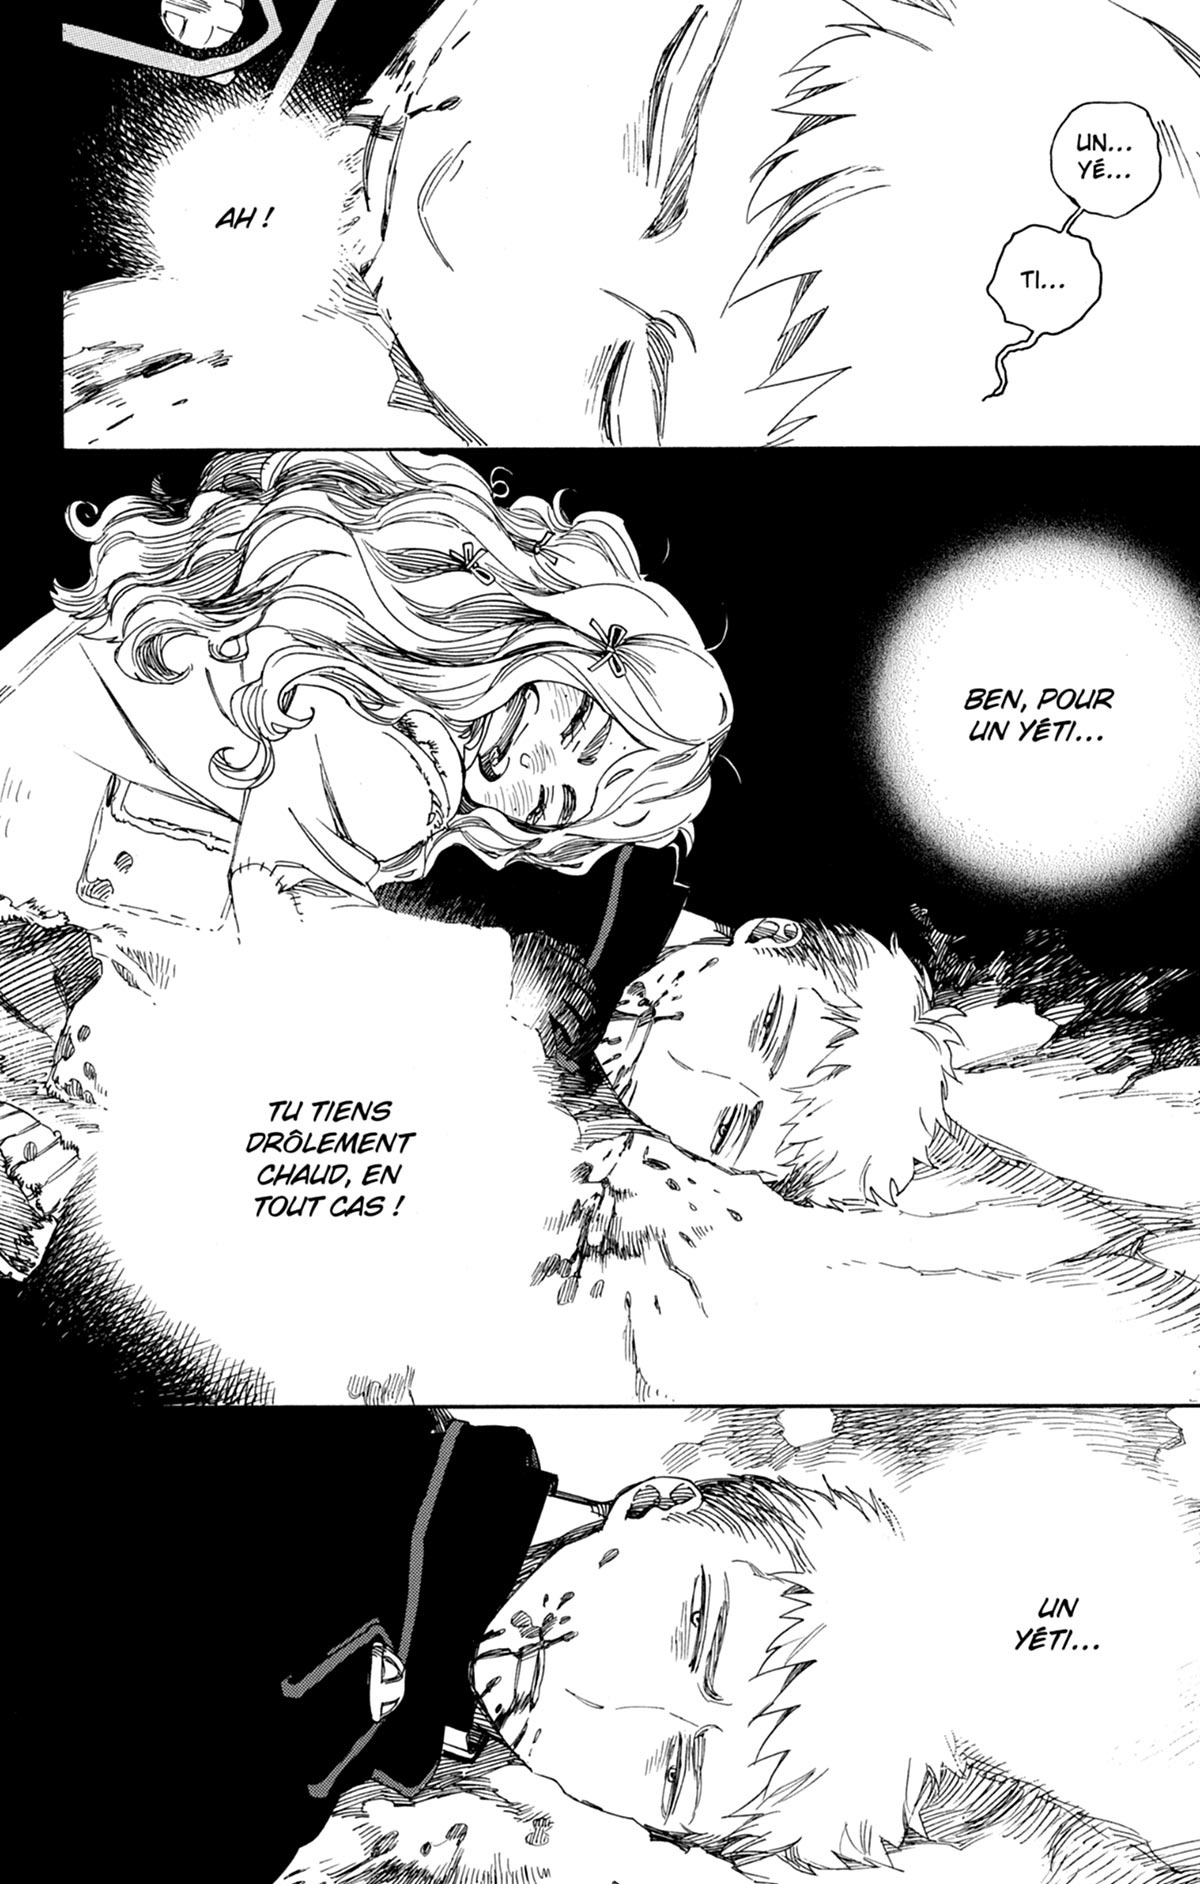 UN...
YÉ...
TI...
AH !
BEN, POUR
UN YÉTI...
TU TIENS
DRÔLEMENT
CHAUD, EN
TOUT CAS !
UN
YÉTI...